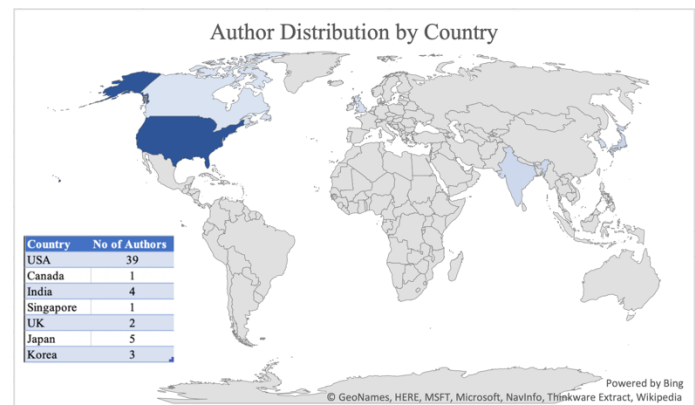 Author Distribution by Country
Country No of Authors
USA 39
Canada 1
India 4
Singapore 1
UK 2
Japan 5
Korea 3
Powered by Bing
© GeoNames, HERE, MSFT, Microsoft, NavInfo, Thinkware Extract, Wikipedia